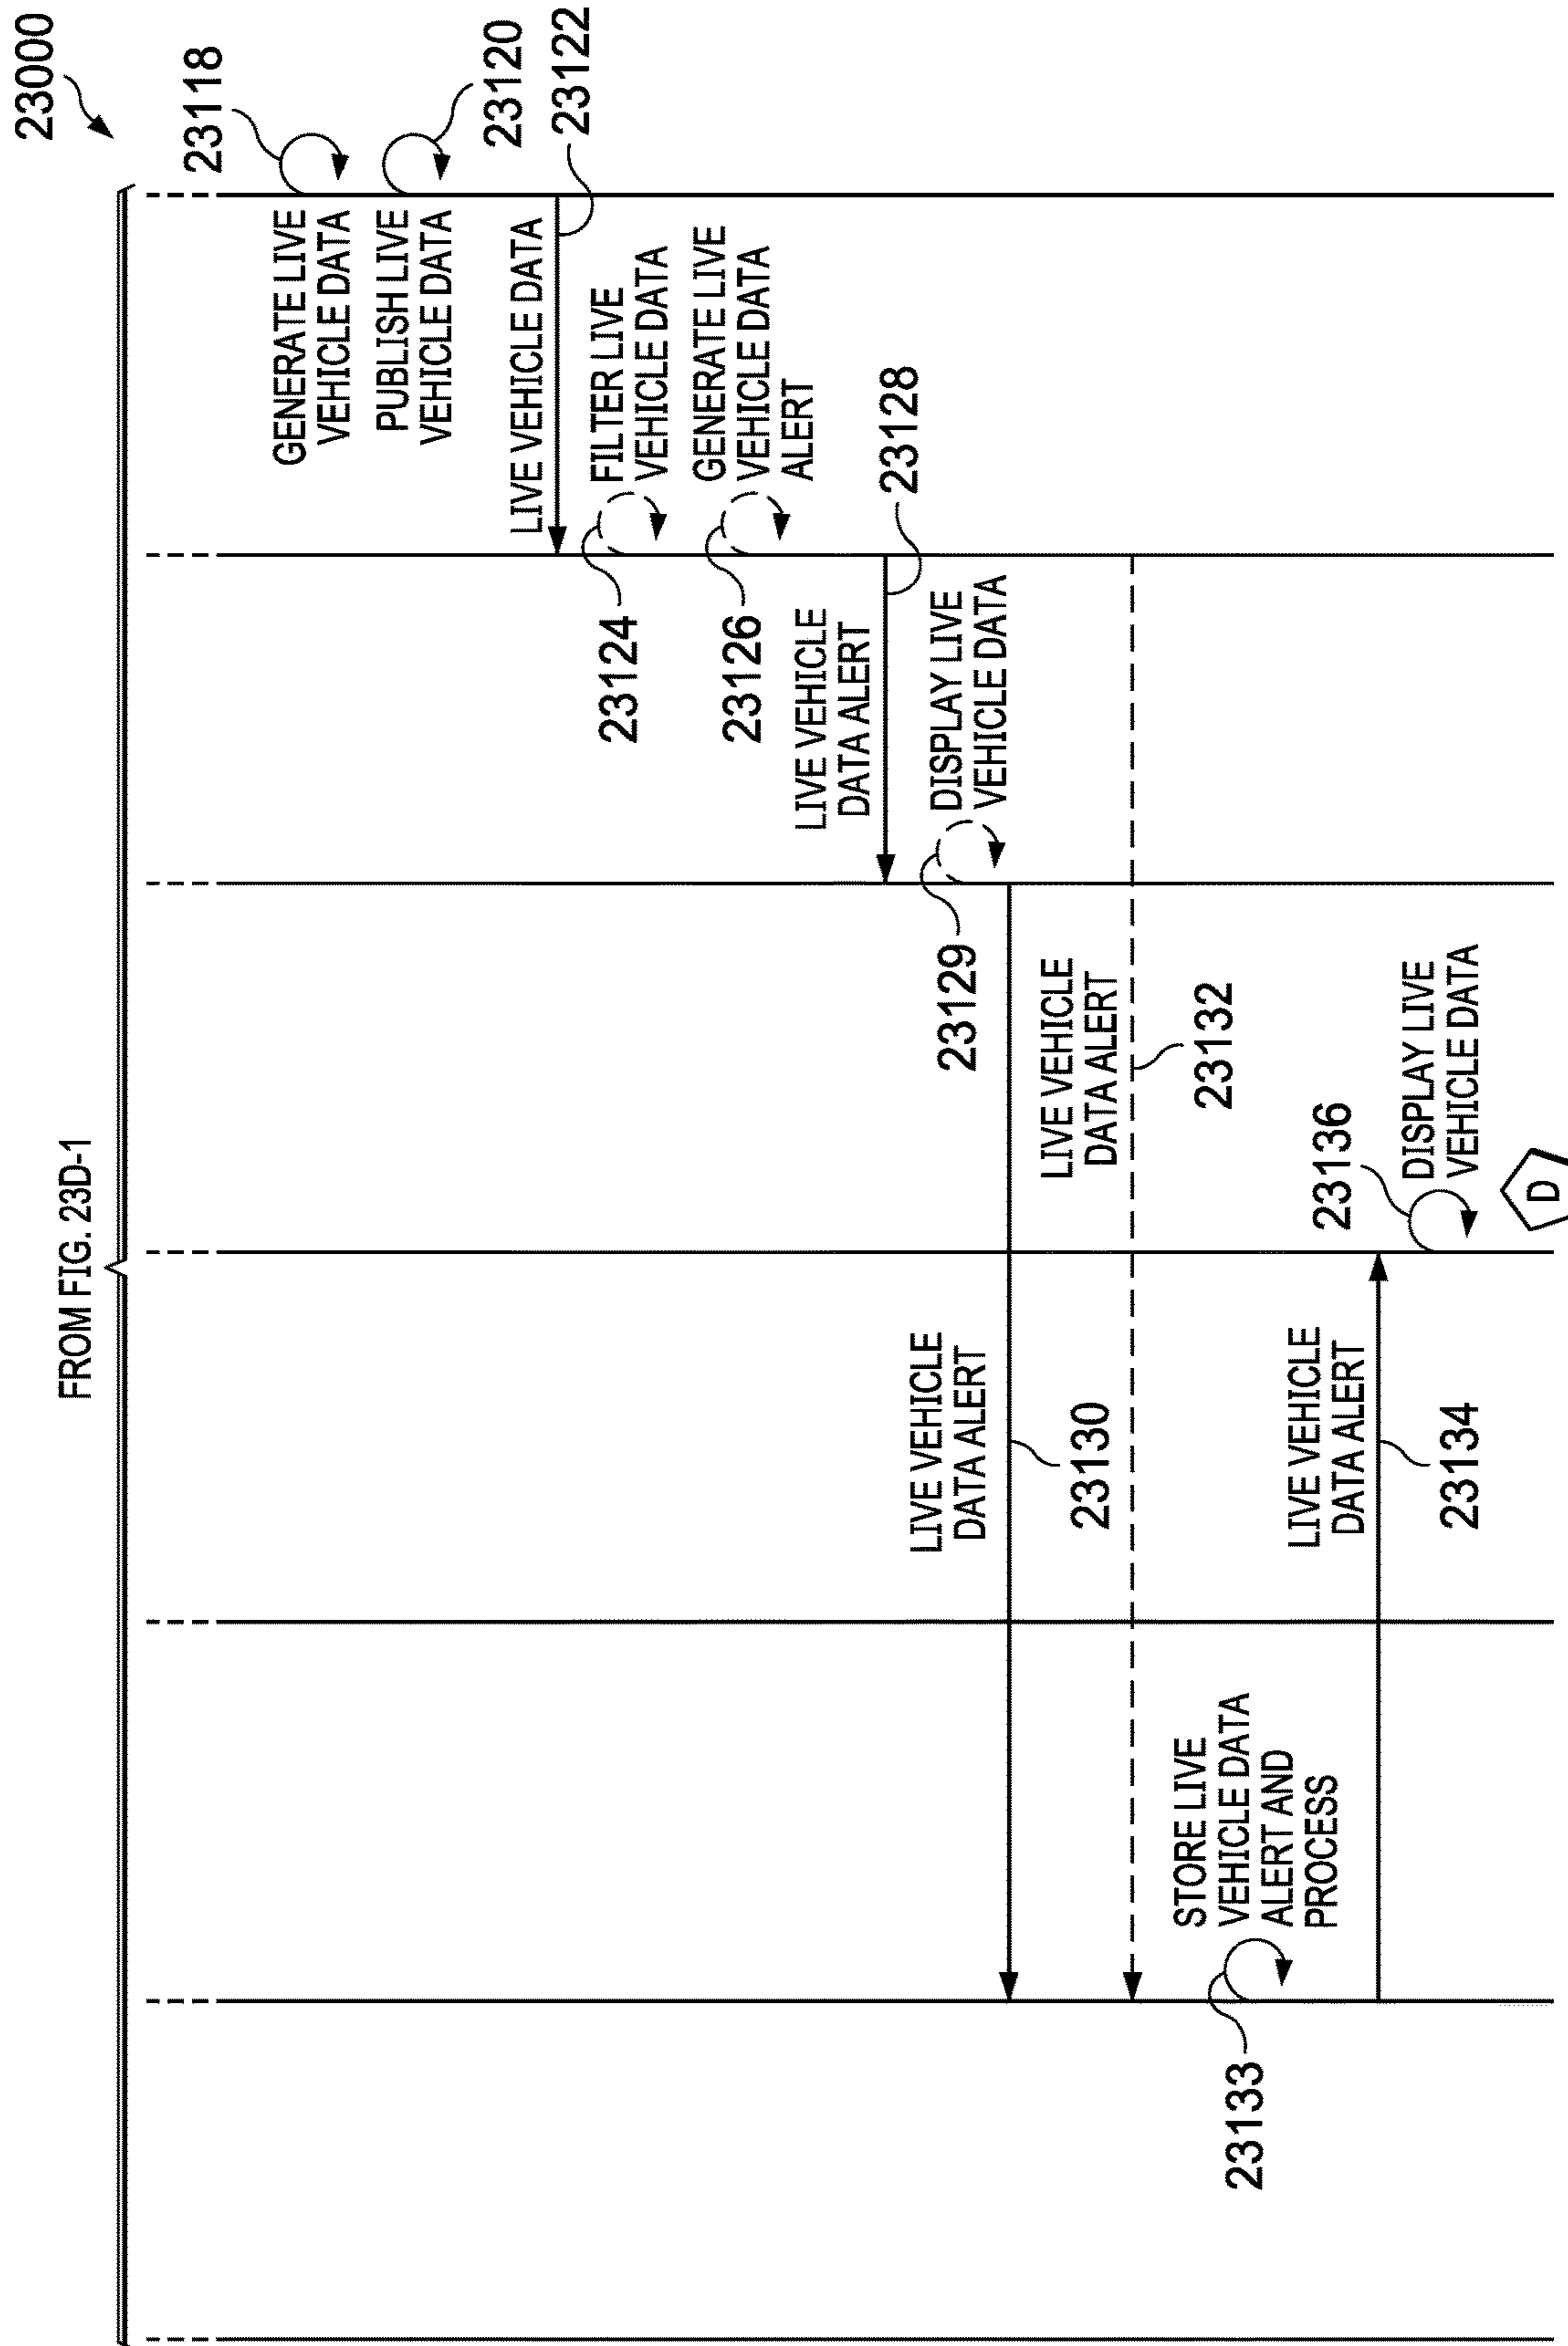 FROM FIG. 23D-1
23000
23118
GENERATE LIVE
VEHICLE DATA
23120
PUBLISH LIVE
VEHICLE DATA
23122
LIVE VEHICLE DATA
23124
FILTER LIVE
VEHICLE DATA
23126
GENERATE LIVE
VEHICLE DATA
ALERT
LIVE VEHICLE
DATA ALERT
23128
23129
DISPLAY LIVE
VEHICLE DATA
LIVE VEHICLE
DATA ALERT
23130
LIVE VEHICLE
DATA ALERT
23132
23133
STORE LIVE
VEHICLE DATA
ALERT AND
PROCESS
LIVE VEHICLE
DATA ALERT
23134
23136
DISPLAY LIVE
VEHICLE DATA
D